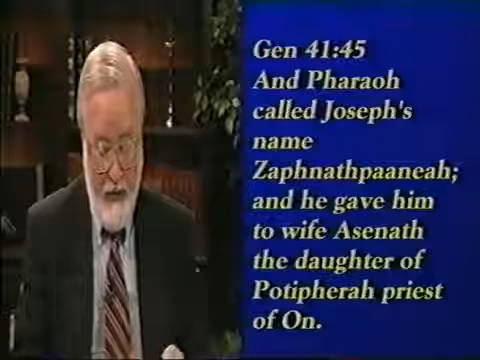 Gen 41:45
And Pharaoh
called Joseph's
name
Zaphnathpaaneah;
and he gave him
to wife Asenath
the daughter of
Potipherah priest
of On.